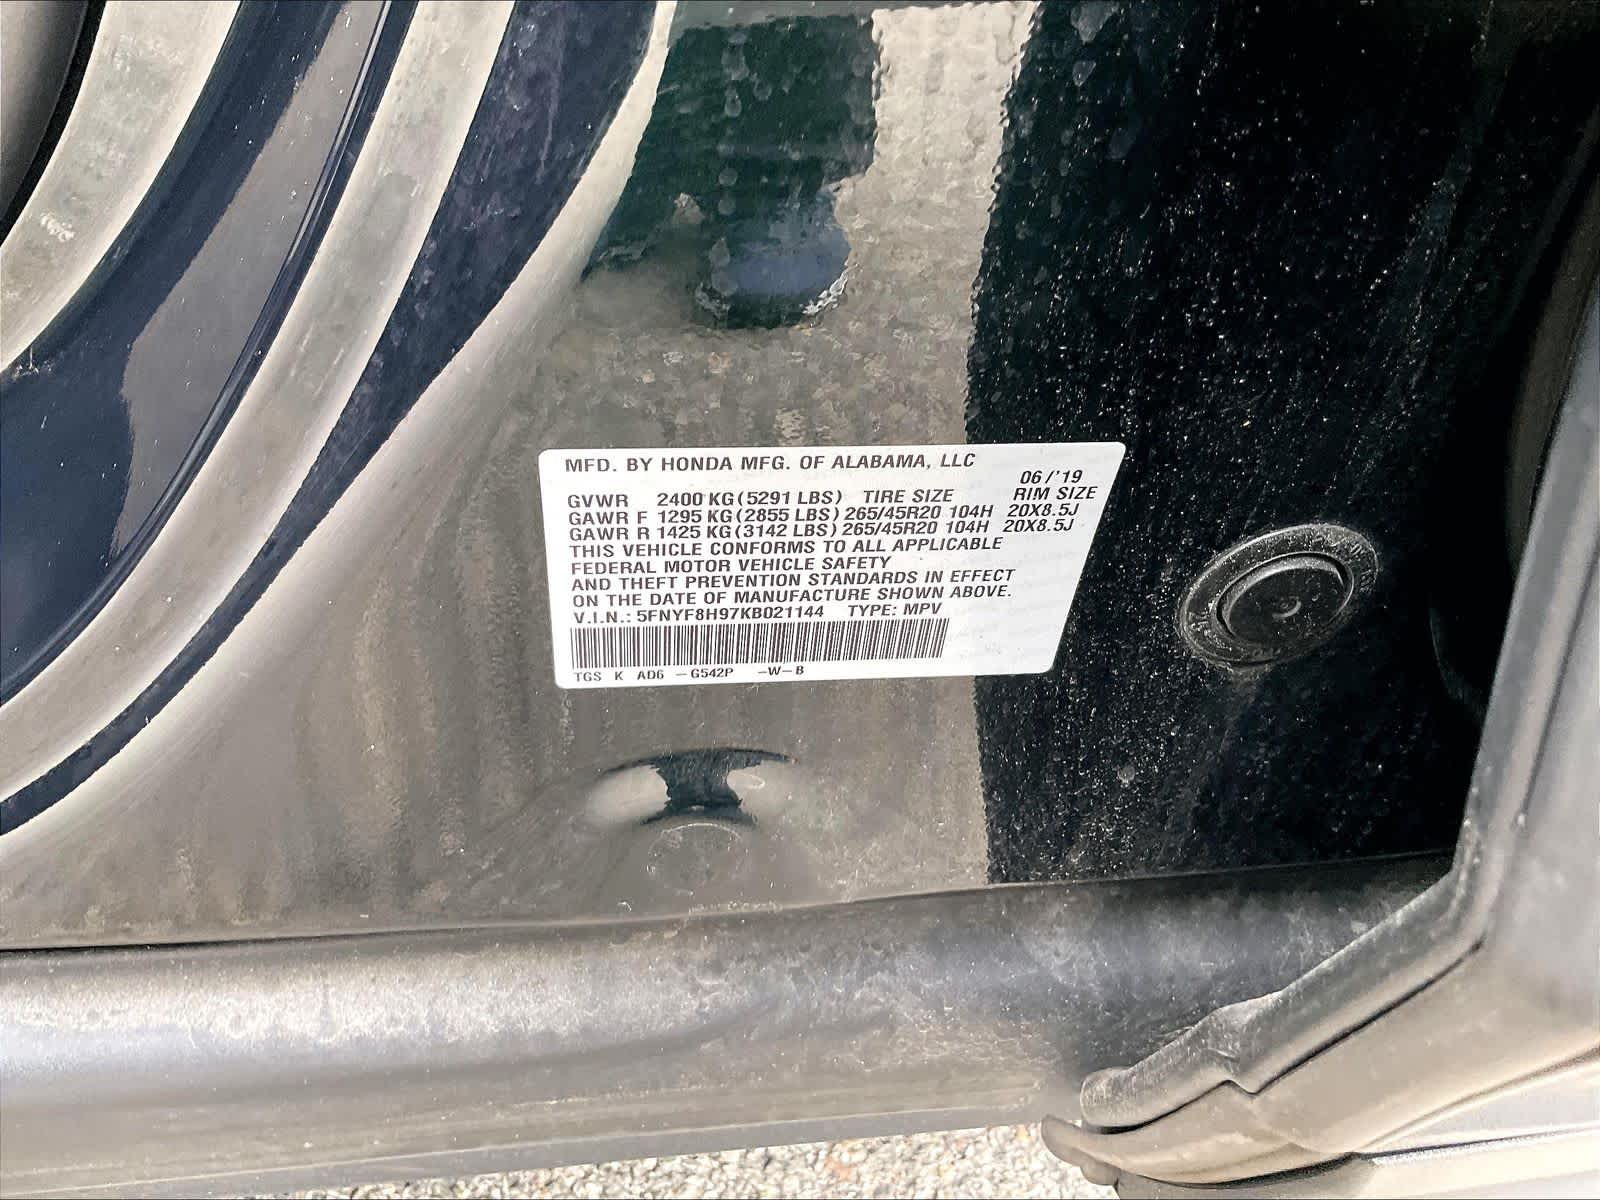 MFD. BY HONDA MFG. OF ALABAMA, LLC
06/'19
GVWR 2400 KG (5291 LBS) TIRE SIZE RIM SIZE
GAWR F 1295 KG (2855 LBS) 265/45R20 104H 20X8.5J
GAWR R 1425 KG (3142 LBS) 265/45R20 104H 20X8.5J
THIS VEHICLE CONFORMS TO ALL APPLICABLE
FEDERAL MOTOR VEHICLE SAFETY
AND THEFT PREVENTION STANDARDS IN EFFECT
ON THE DATE OF MANUFACTURE SHOWN ABOVE.
V.I.N.: 5FNYF8H97KB021144 TYPE: MPV
TGS K AD6 -G542P -W-B